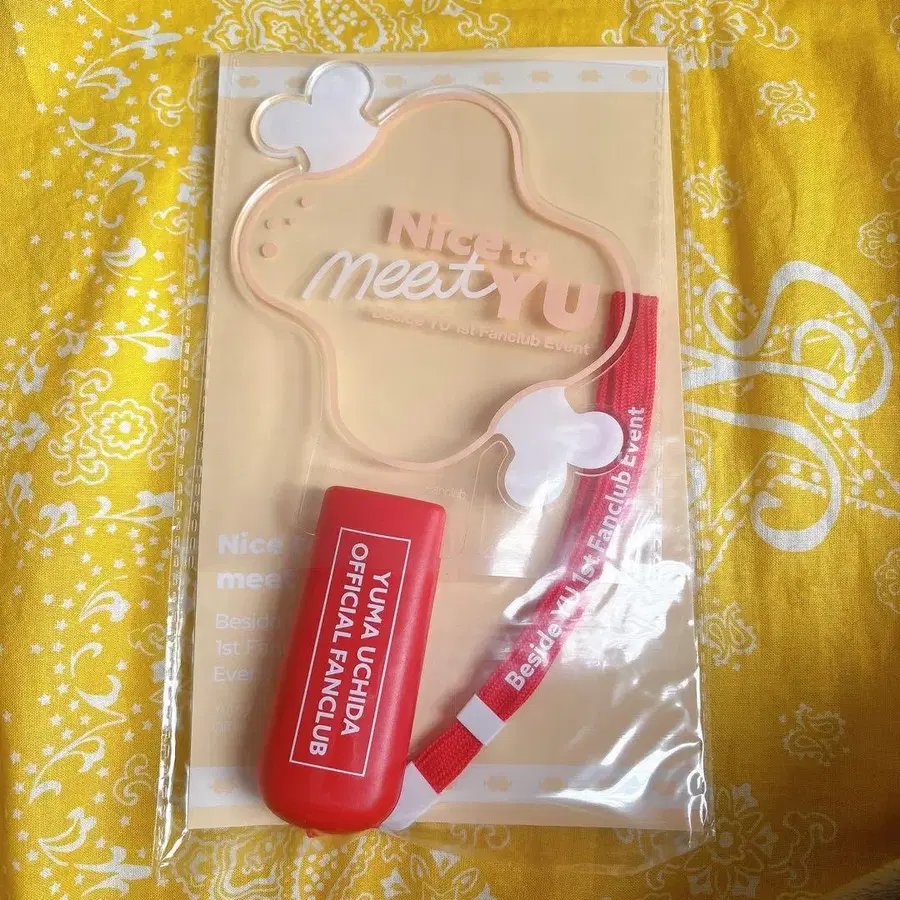 Nice to
meet YU
Beside YU 1st Fanclub Event
YUMA UCHIDA
OFFICIAL FANCLUB
Beside YU 1st Fanclub Event
Nice
meet
Beside
1st Fan
Event